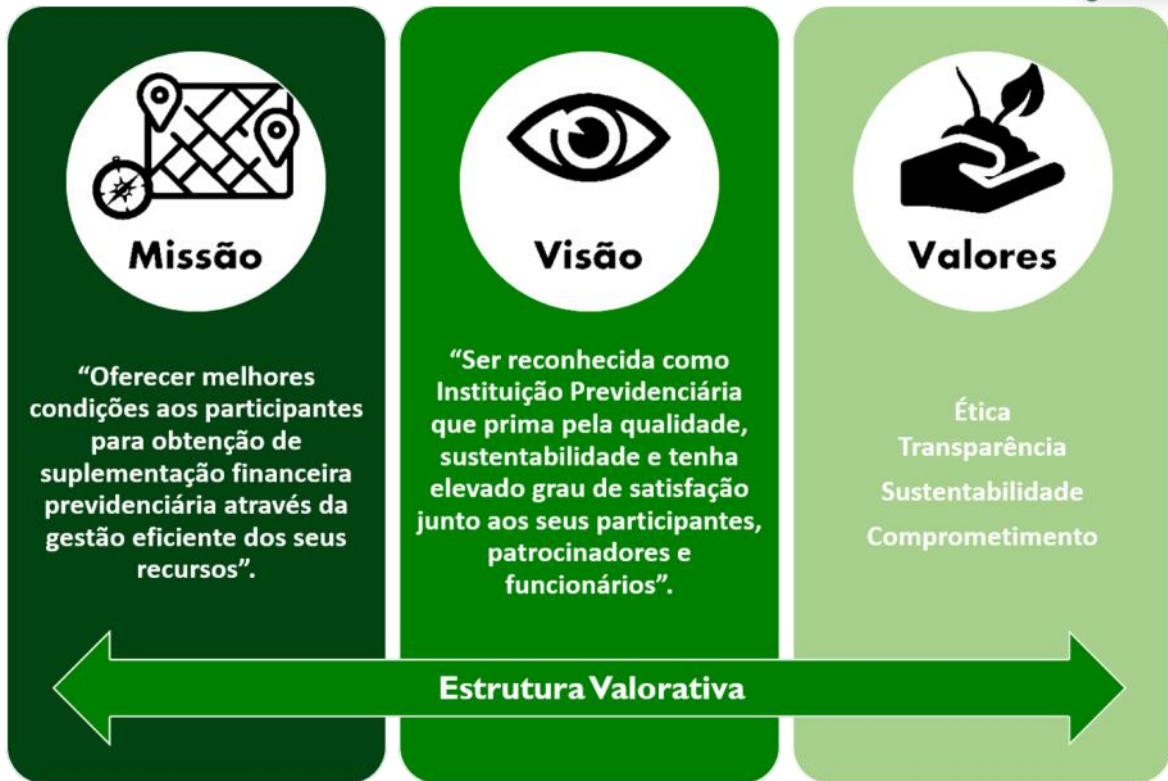 Missão
“Oferecer melhores
condições aos participantes
para obtenção de
suplementação financeira
previdenciária através da
gestão eficiente dos seus
recursos”.
Visão
“Ser reconhecida como
Instituição Previdenciária
que prima pela qualidade,
sustentabilidade e tenha
elevado grau de satisfação
junto aos seus participantes,
patrocinadores e
funcionários”.
Valores
Ética
Transparência
Sustentabilidade
Comprometimento
Estrutura Valorativa